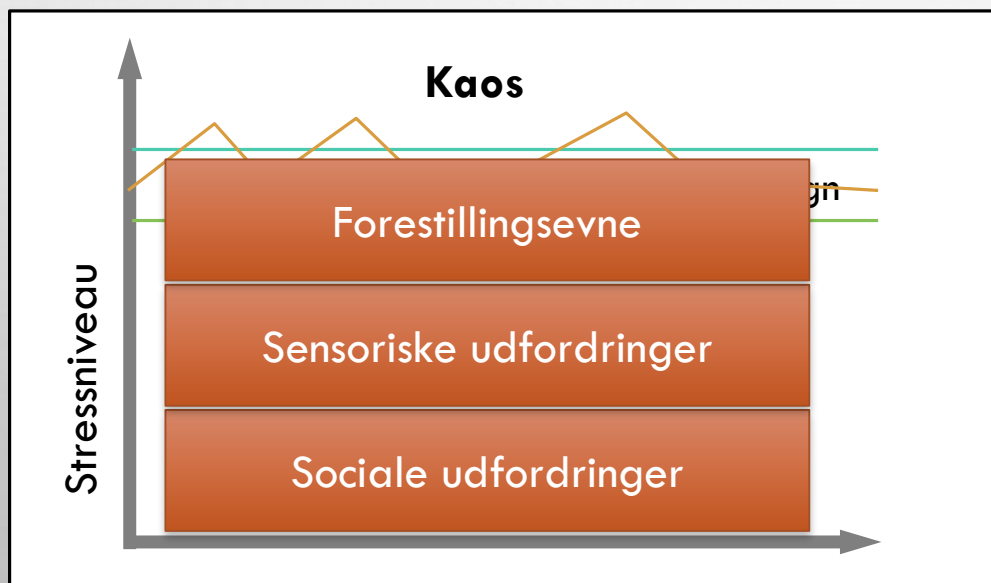 Kaos
Forestillingsevne
Sensoriske udfordringer
Sociale udfordringer
Stressniveau